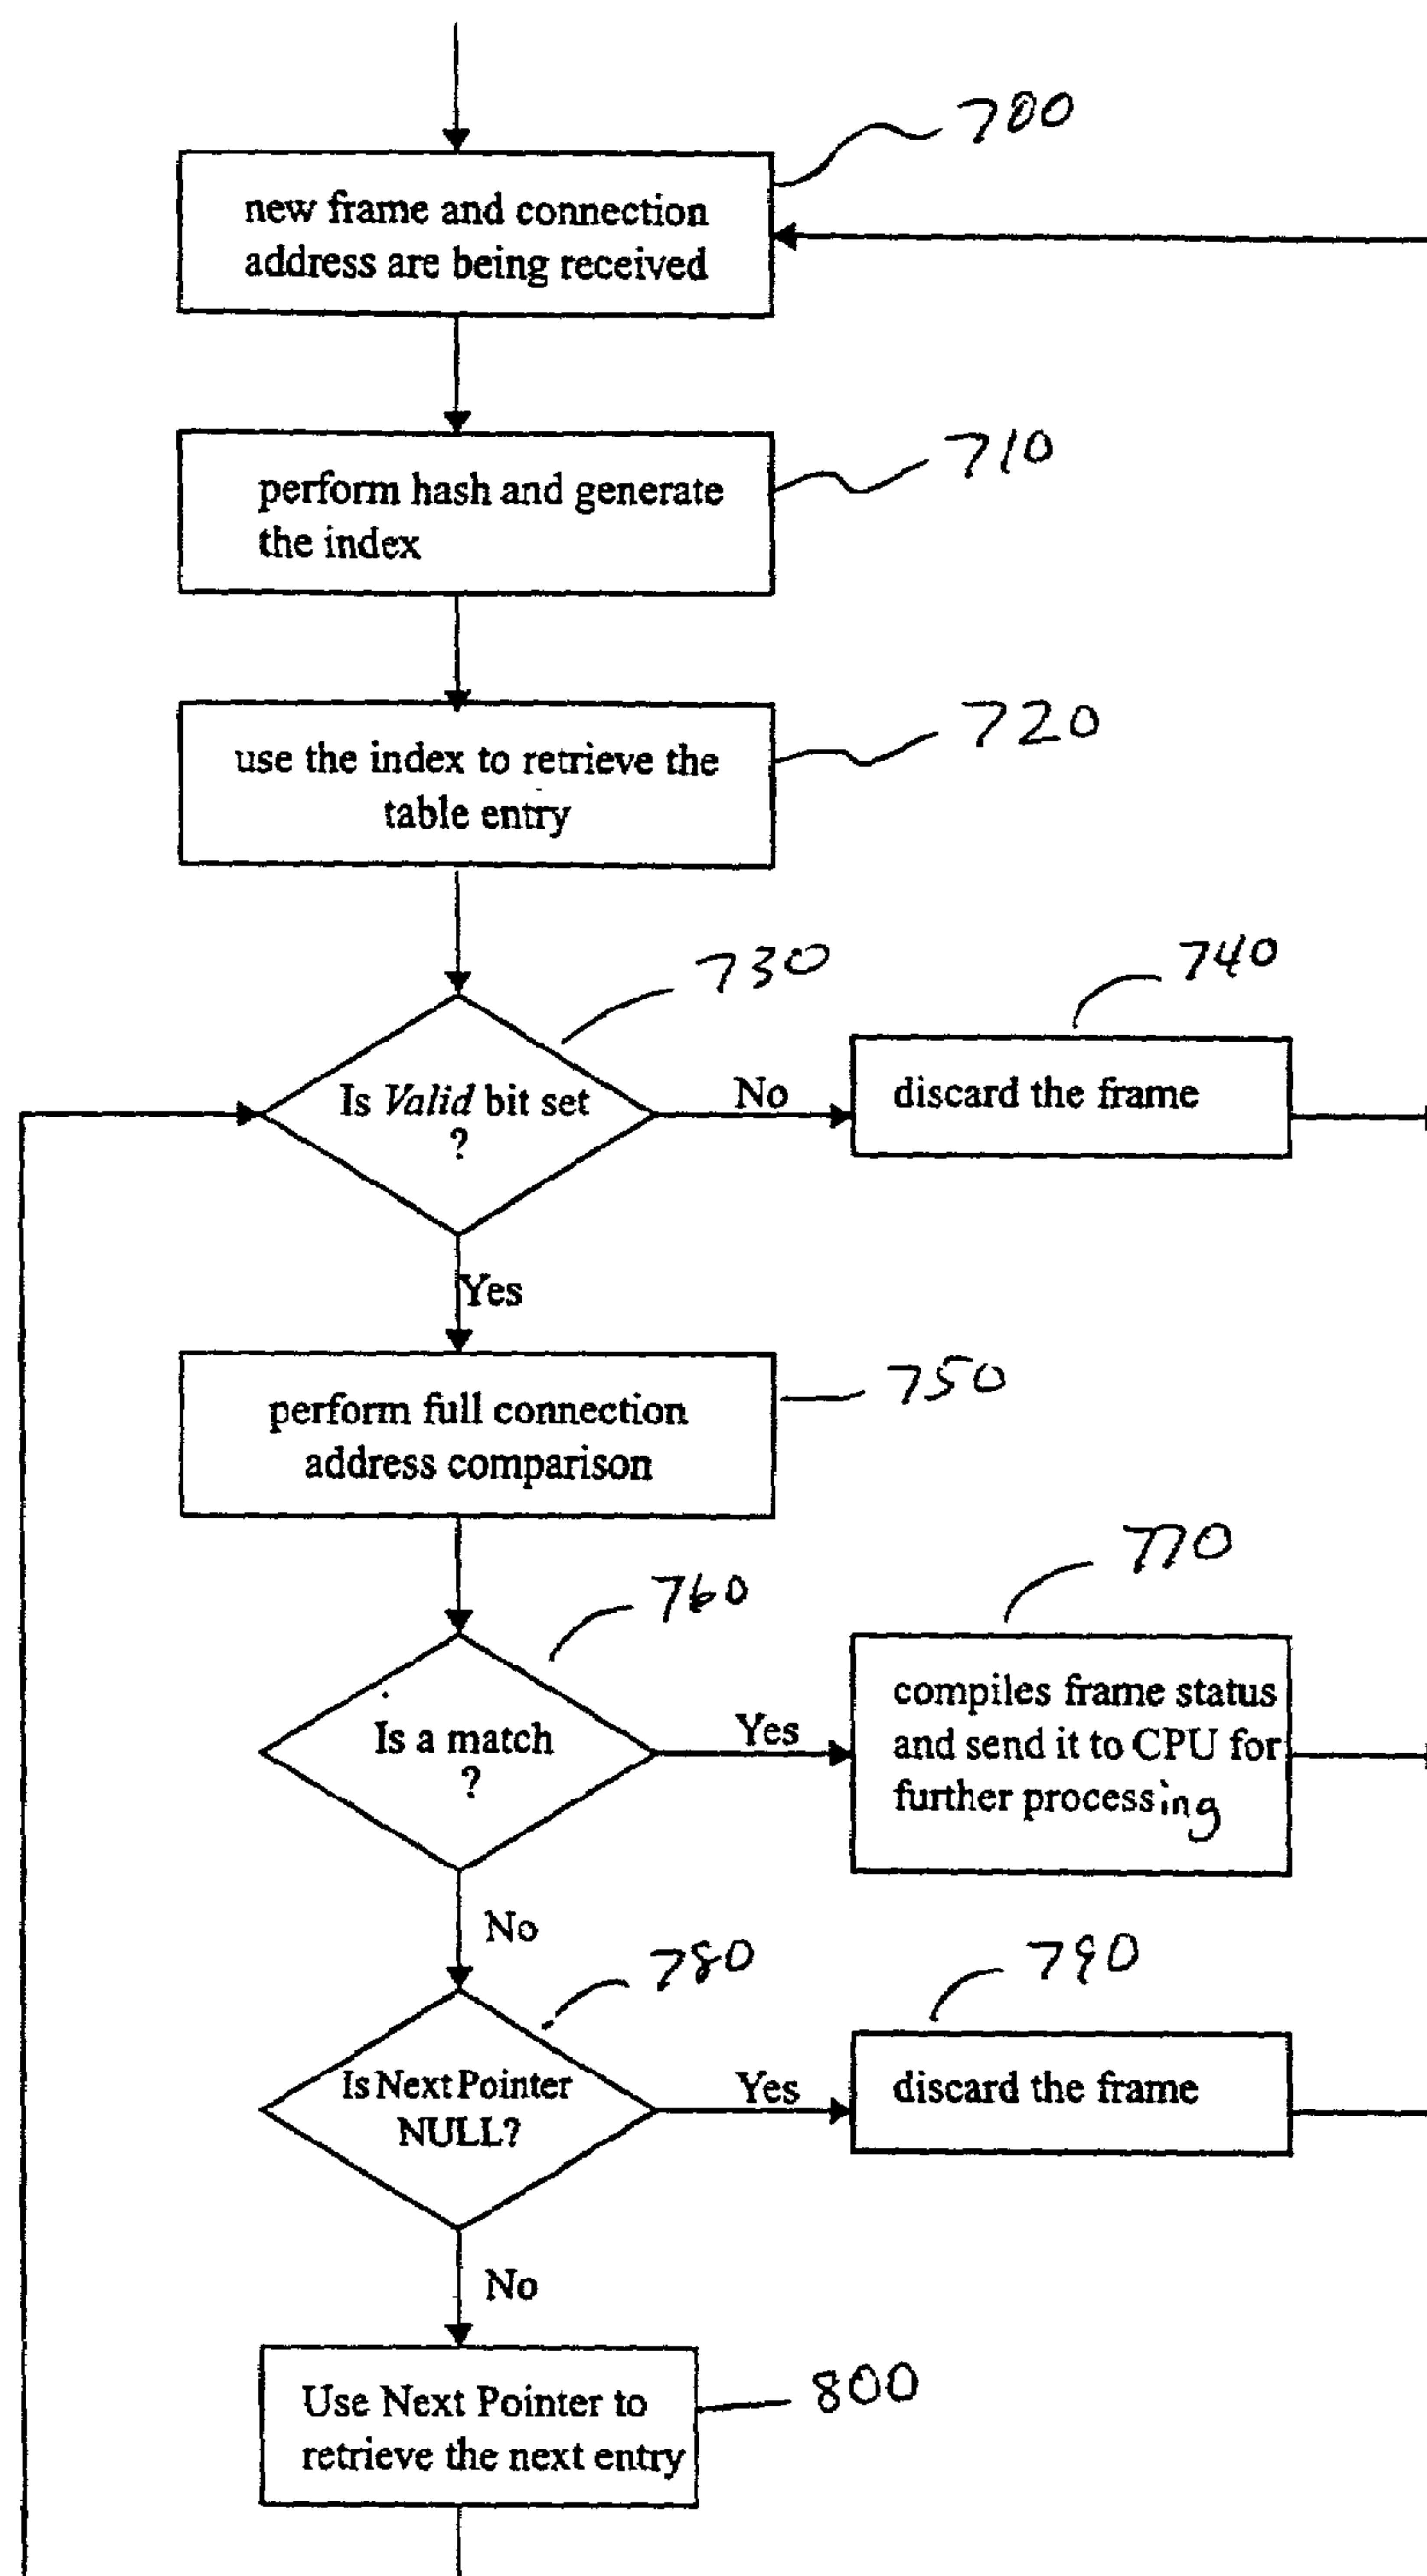 700
new frame and connection
address are being received
710
perform hash and generate
the index
720
use the index to retrieve the
table entry
730
740
Is Valid bit set
?
No
discard the frame
Yes
750
perform full connection
address comparison
760
770
Is a match
?
Yes
compiles frame status
and send it to CPU for
further processing
No
780
790
Is Next Pointer
NULL?
Yes
discard the frame
No
800
Use Next Pointer to
retrieve the next entry